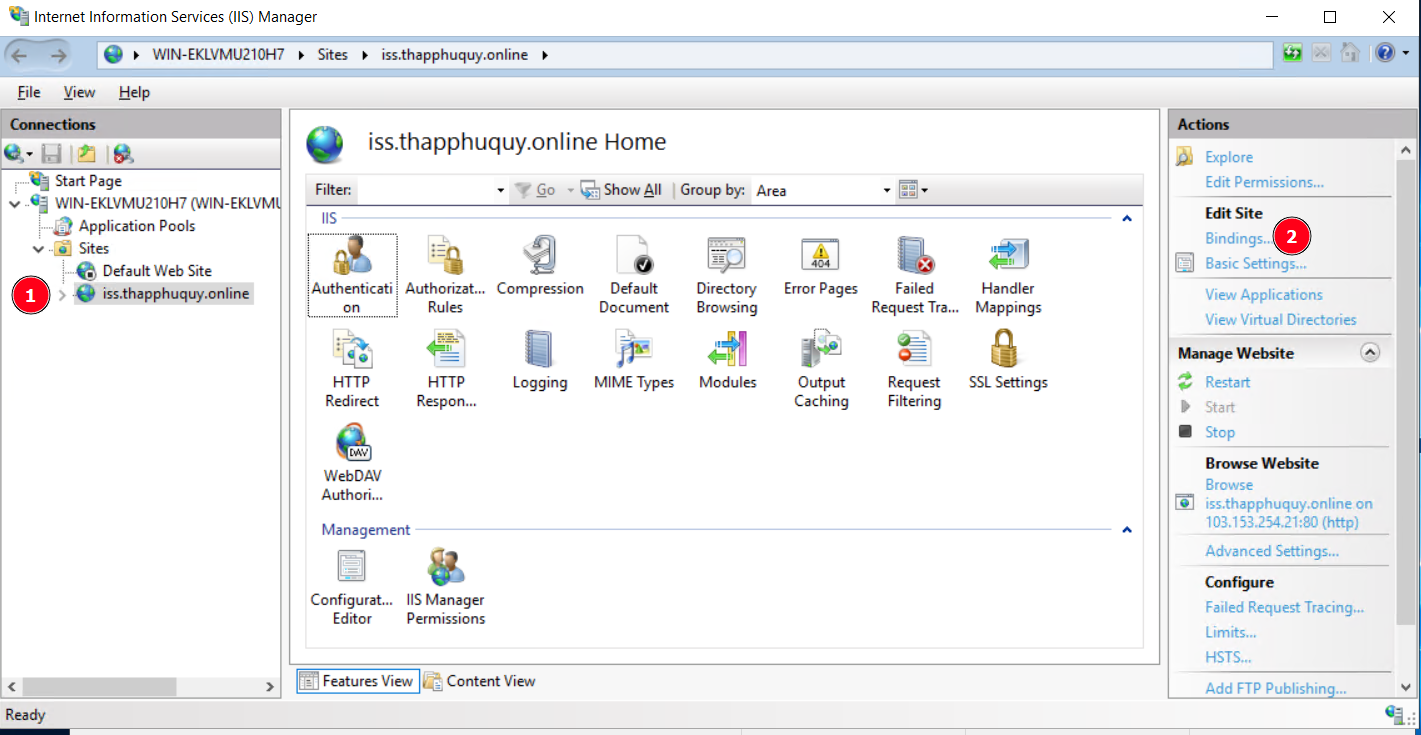 Internet Information Services (IIS) Manager
WIN-EKLVMU210H7 Sites iss.thapphuquy.online
File View Help
Connections
Start Page
WIN-EKLVMU210H7 (WIN-EKLVMU
Application Pools
Sites
Default Web Site
1
iss.thapphuquy.online
iss.thapphuquy.online Home
Filter: Go Show All Group by: Area
IIS
Authenticati
on
Authorizat...
Rules
Compression
Default
Document
Directory
Browsing
404
Error Pages
Failed
Request Tra...
Handler
Mappings
HTTP
Redirect
HTTP
Respon...
Logging
MIME Types
Modules
Output
Caching
Request
Filtering
SSL Settings
DAV
WebDAV
Authori...
Management
Configurat...
Editor
IIS Manager
Permissions
Features View Content View
Actions
Explore
Edit Permissions...
Edit Site
Bindings...
2
Basic Settings...
View Applications
View Virtual Directories
Manage Website
Restart
Start
Stop
Browse Website
Browse
iss.thapphuquy.online on
103.153.254.21:80 (http)
Advanced Settings...
Configure
Failed Request Tracing...
Limits...
HSTS...
Add FTP Publishing...
Ready